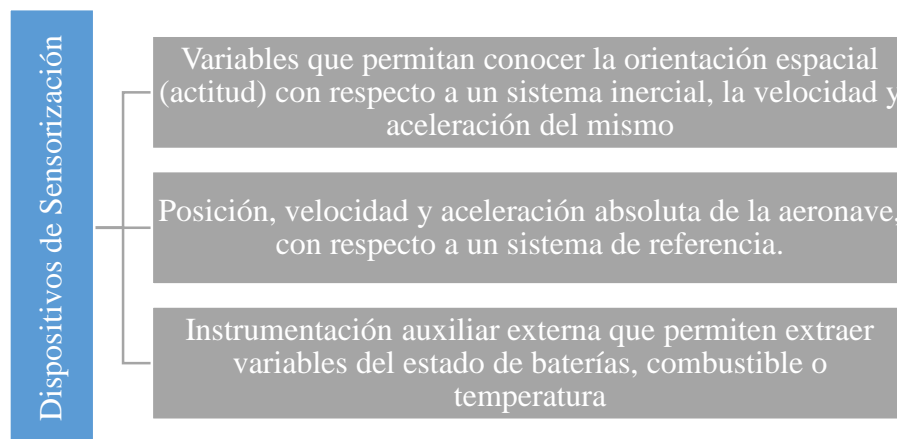 Dispositivos de Sensorización
Variables que permitan conocer la orientación espacial
(actitud) con respecto a un sistema inercial, la velocidad y
aceleración del mismo
Posición, velocidad y aceleración absoluta de la aeronave,
con respecto a un sistema de referencia.
Instrumentación auxiliar externa que permiten extraer
variables del estado de baterías, combustible o
temperatura